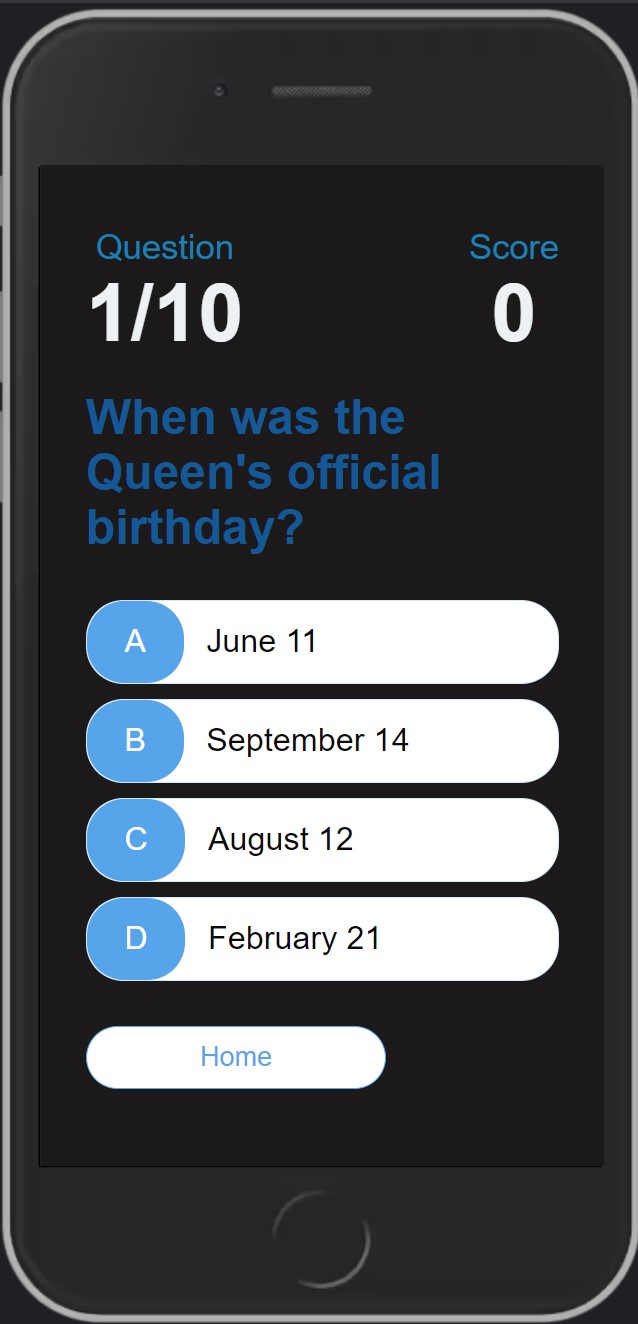 Question
Score
1/10
0
When was the
Queen's official
birthday?
A June 11
B September 14
C August 12
D February 21
Home